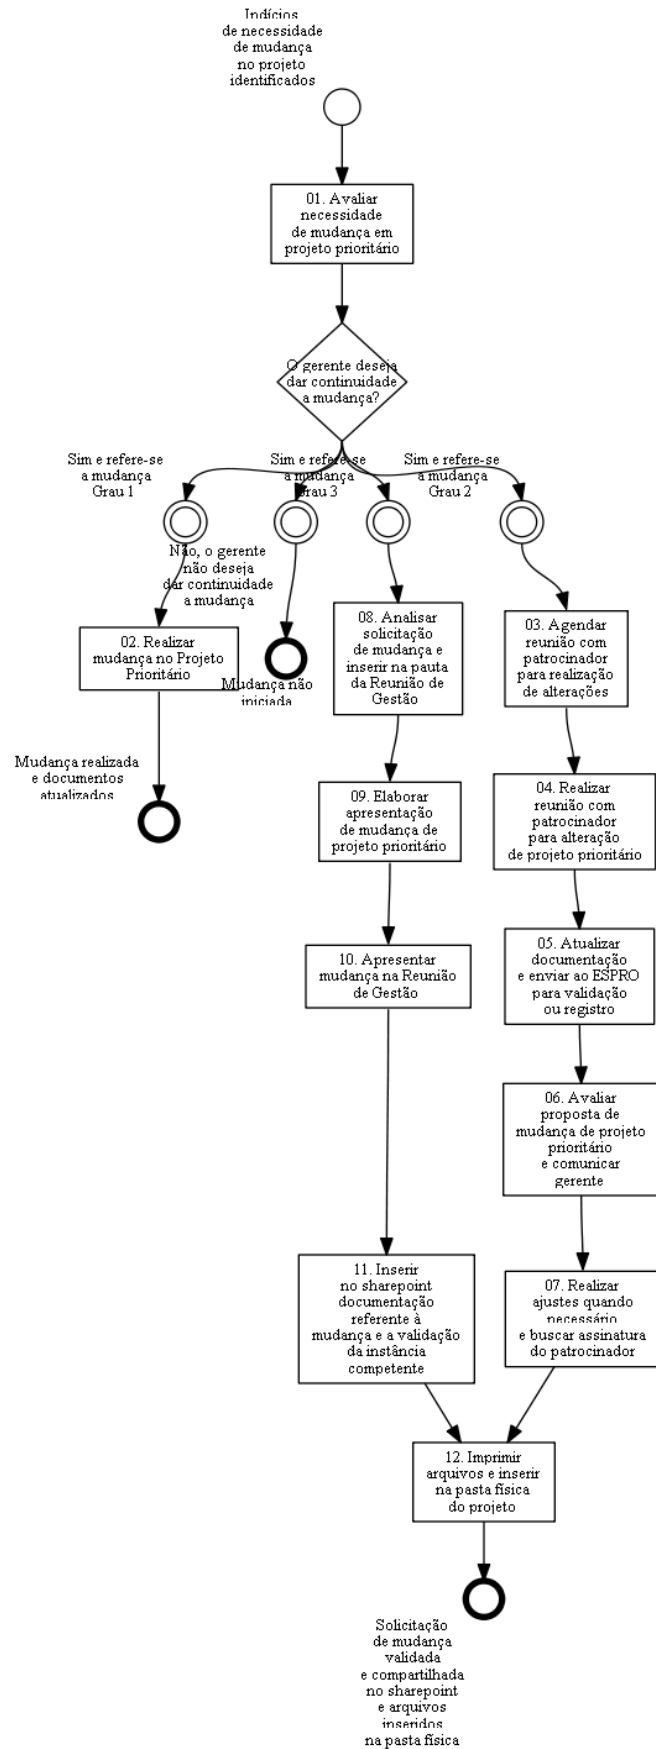 Indícios
de necessidade
de mudança
no projeto
identificados
01. Avaliar
necessidade
de mudança em
projeto prioritário
O gerente deseja
dar continuidade
a mudança?
Sim e refere-se
a mudança
Grau 1
Sim e refere-se
a mudança
Grau 3
Sim e refere-se
a mudança
Grau 2
Não, o gerente
não deseja
dar continuidade
a mudança
02. Realizar
mudança no Projeto
Prioritário
Mudança não
iniciada
08. Analisar
solicitação
de mudança e
inserir na pauta
da Reunião de
Gestão
03. Agendar
reunião com
patrocinador
para realização
de alterações
Mudança realizada
e documentos
atualizados
09. Elaborar
apresentação
de mudança de
projeto prioritário
04. Realizar
reunião com
patrocinador
para alteração
de projeto prioritário
10. Apresentar
mudança na Reunião
de Gestão
05. Atualizar
documentação
e enviar ao ESPRO
para validação
ou registro
06. Avaliar
proposta de
mudança de projeto
prioritário
e comunicar
gerente
11. Inserir
no sharepoint
documentação
referente à
mudança e a validação
da instância
competente
07. Realizar
ajustes quando
necessário
e buscar assinatura
do patrocinador
12. Imprimir
arquivos e inserir
na pasta física
do projeto
Solicitação
de mudança
validada
e compartilhada
no sharepoint
e arquivos
inseridos
na pasta física